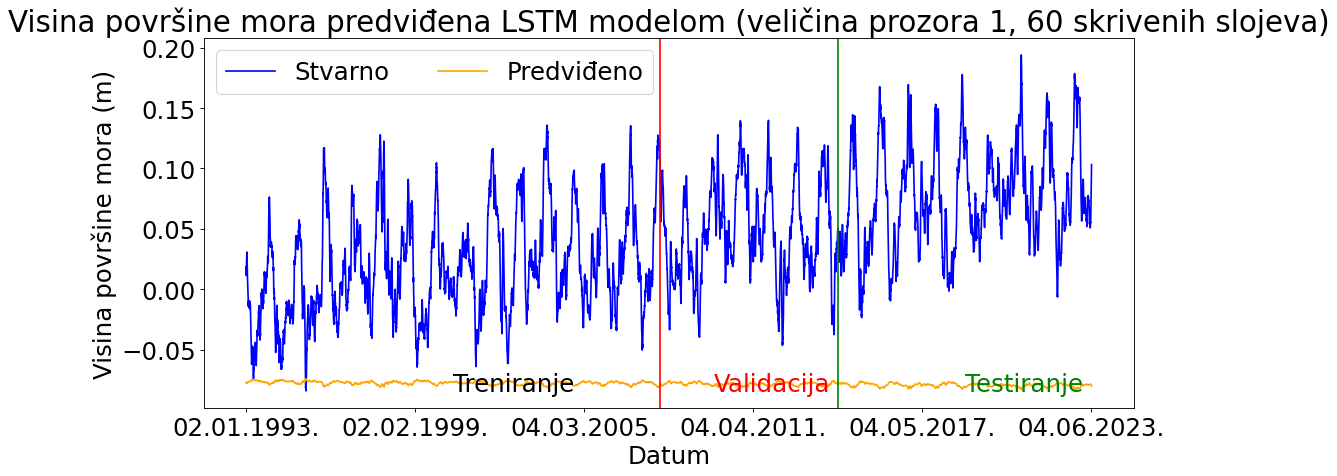 Visina površine mora predviđena LSTM modelom (veličina prozora 1, 60 skrivenih slojeva)
Stvarno
Predviđeno
Visina površine mora (m)
0.20
0.15
0.10
0.05
0.00
−0.05
Treniranje
Validacija
Testiranje
02.01.1993.
02.02.1999.
04.03.2005.
04.04.2011.
04.05.2017.
04.06.2023.
Datum